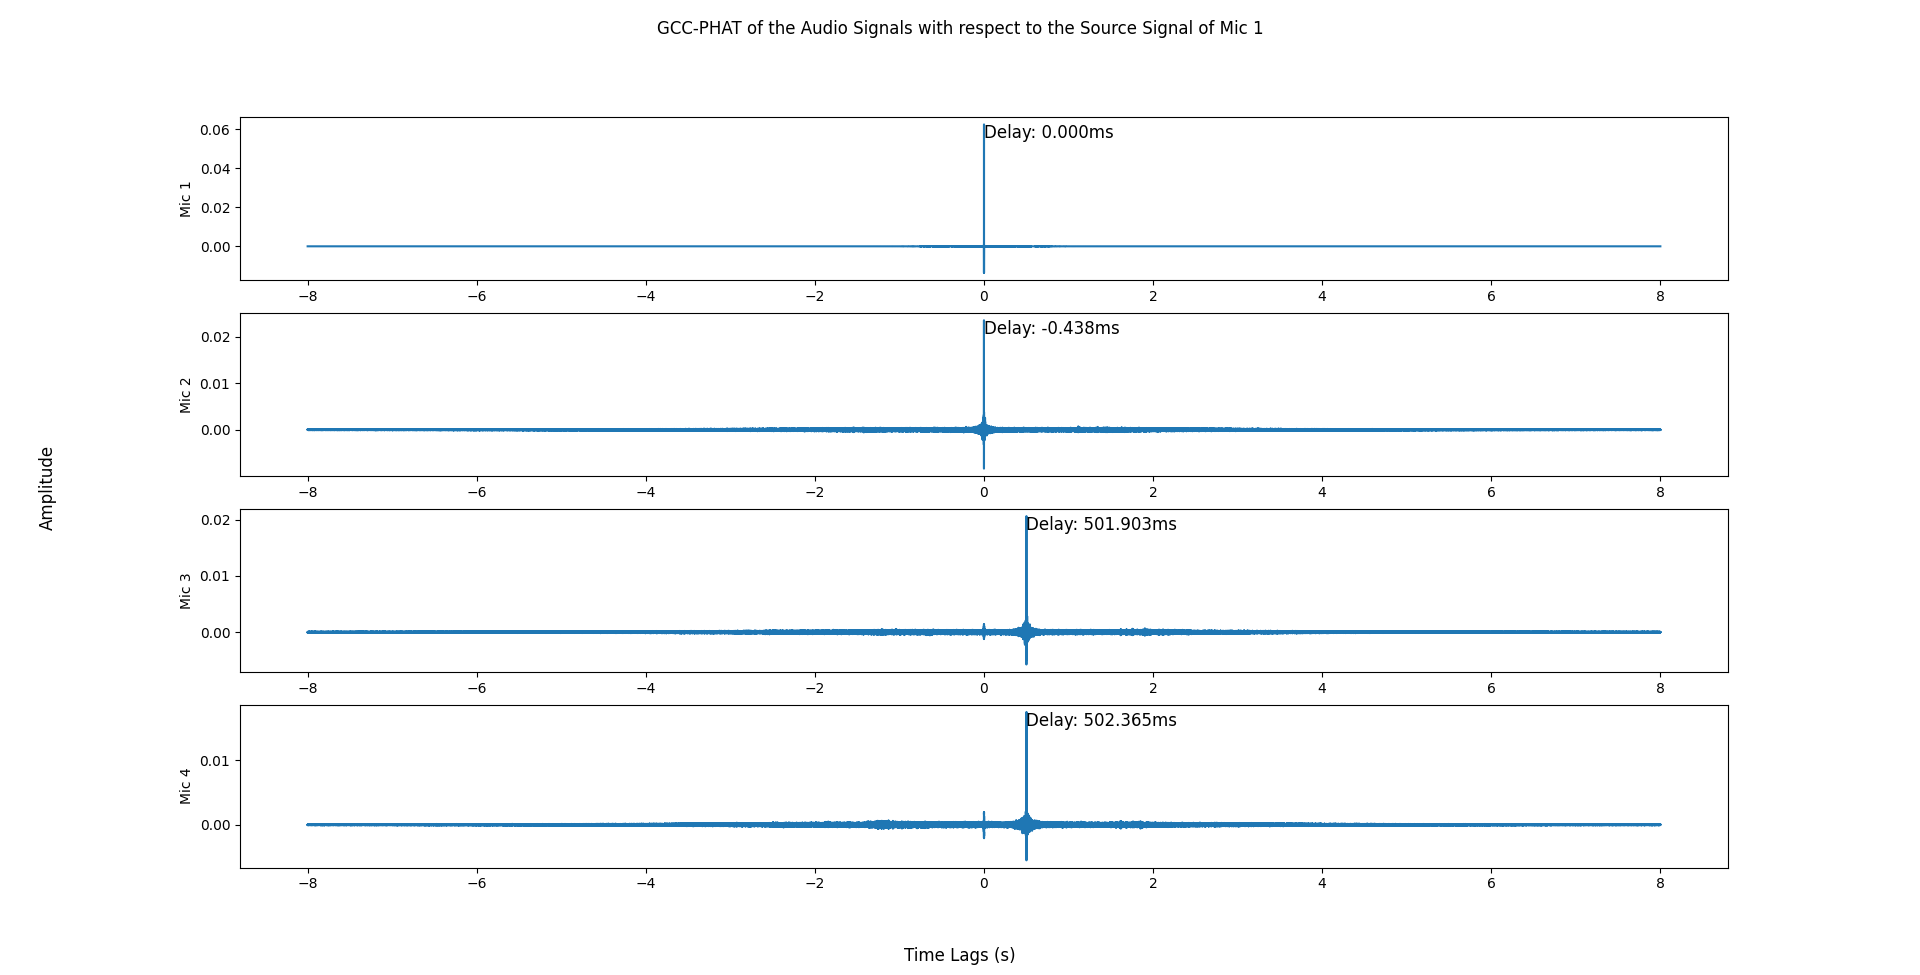 GCC-PHAT of the Audio Signals with respect to the Source Signal of Mic 1
Amplitude
Mic 1
0.06
0.04
0.02
0.00
Delay: 0.000ms
−8 −6 −4 −2 0 2 4 6 8
Mic 2
0.02
0.01
0.00
Delay: -0.438ms
−8 −6 −4 −2 0 2 4 6 8
Mic 3
0.02
0.01
0.00
Delay: 501.903ms
−8 −6 −4 −2 0 2 4 6 8
Mic 4
0.01
0.00
Delay: 502.365ms
−8 −6 −4 −2 0 2 4 6 8
Time Lags (s)